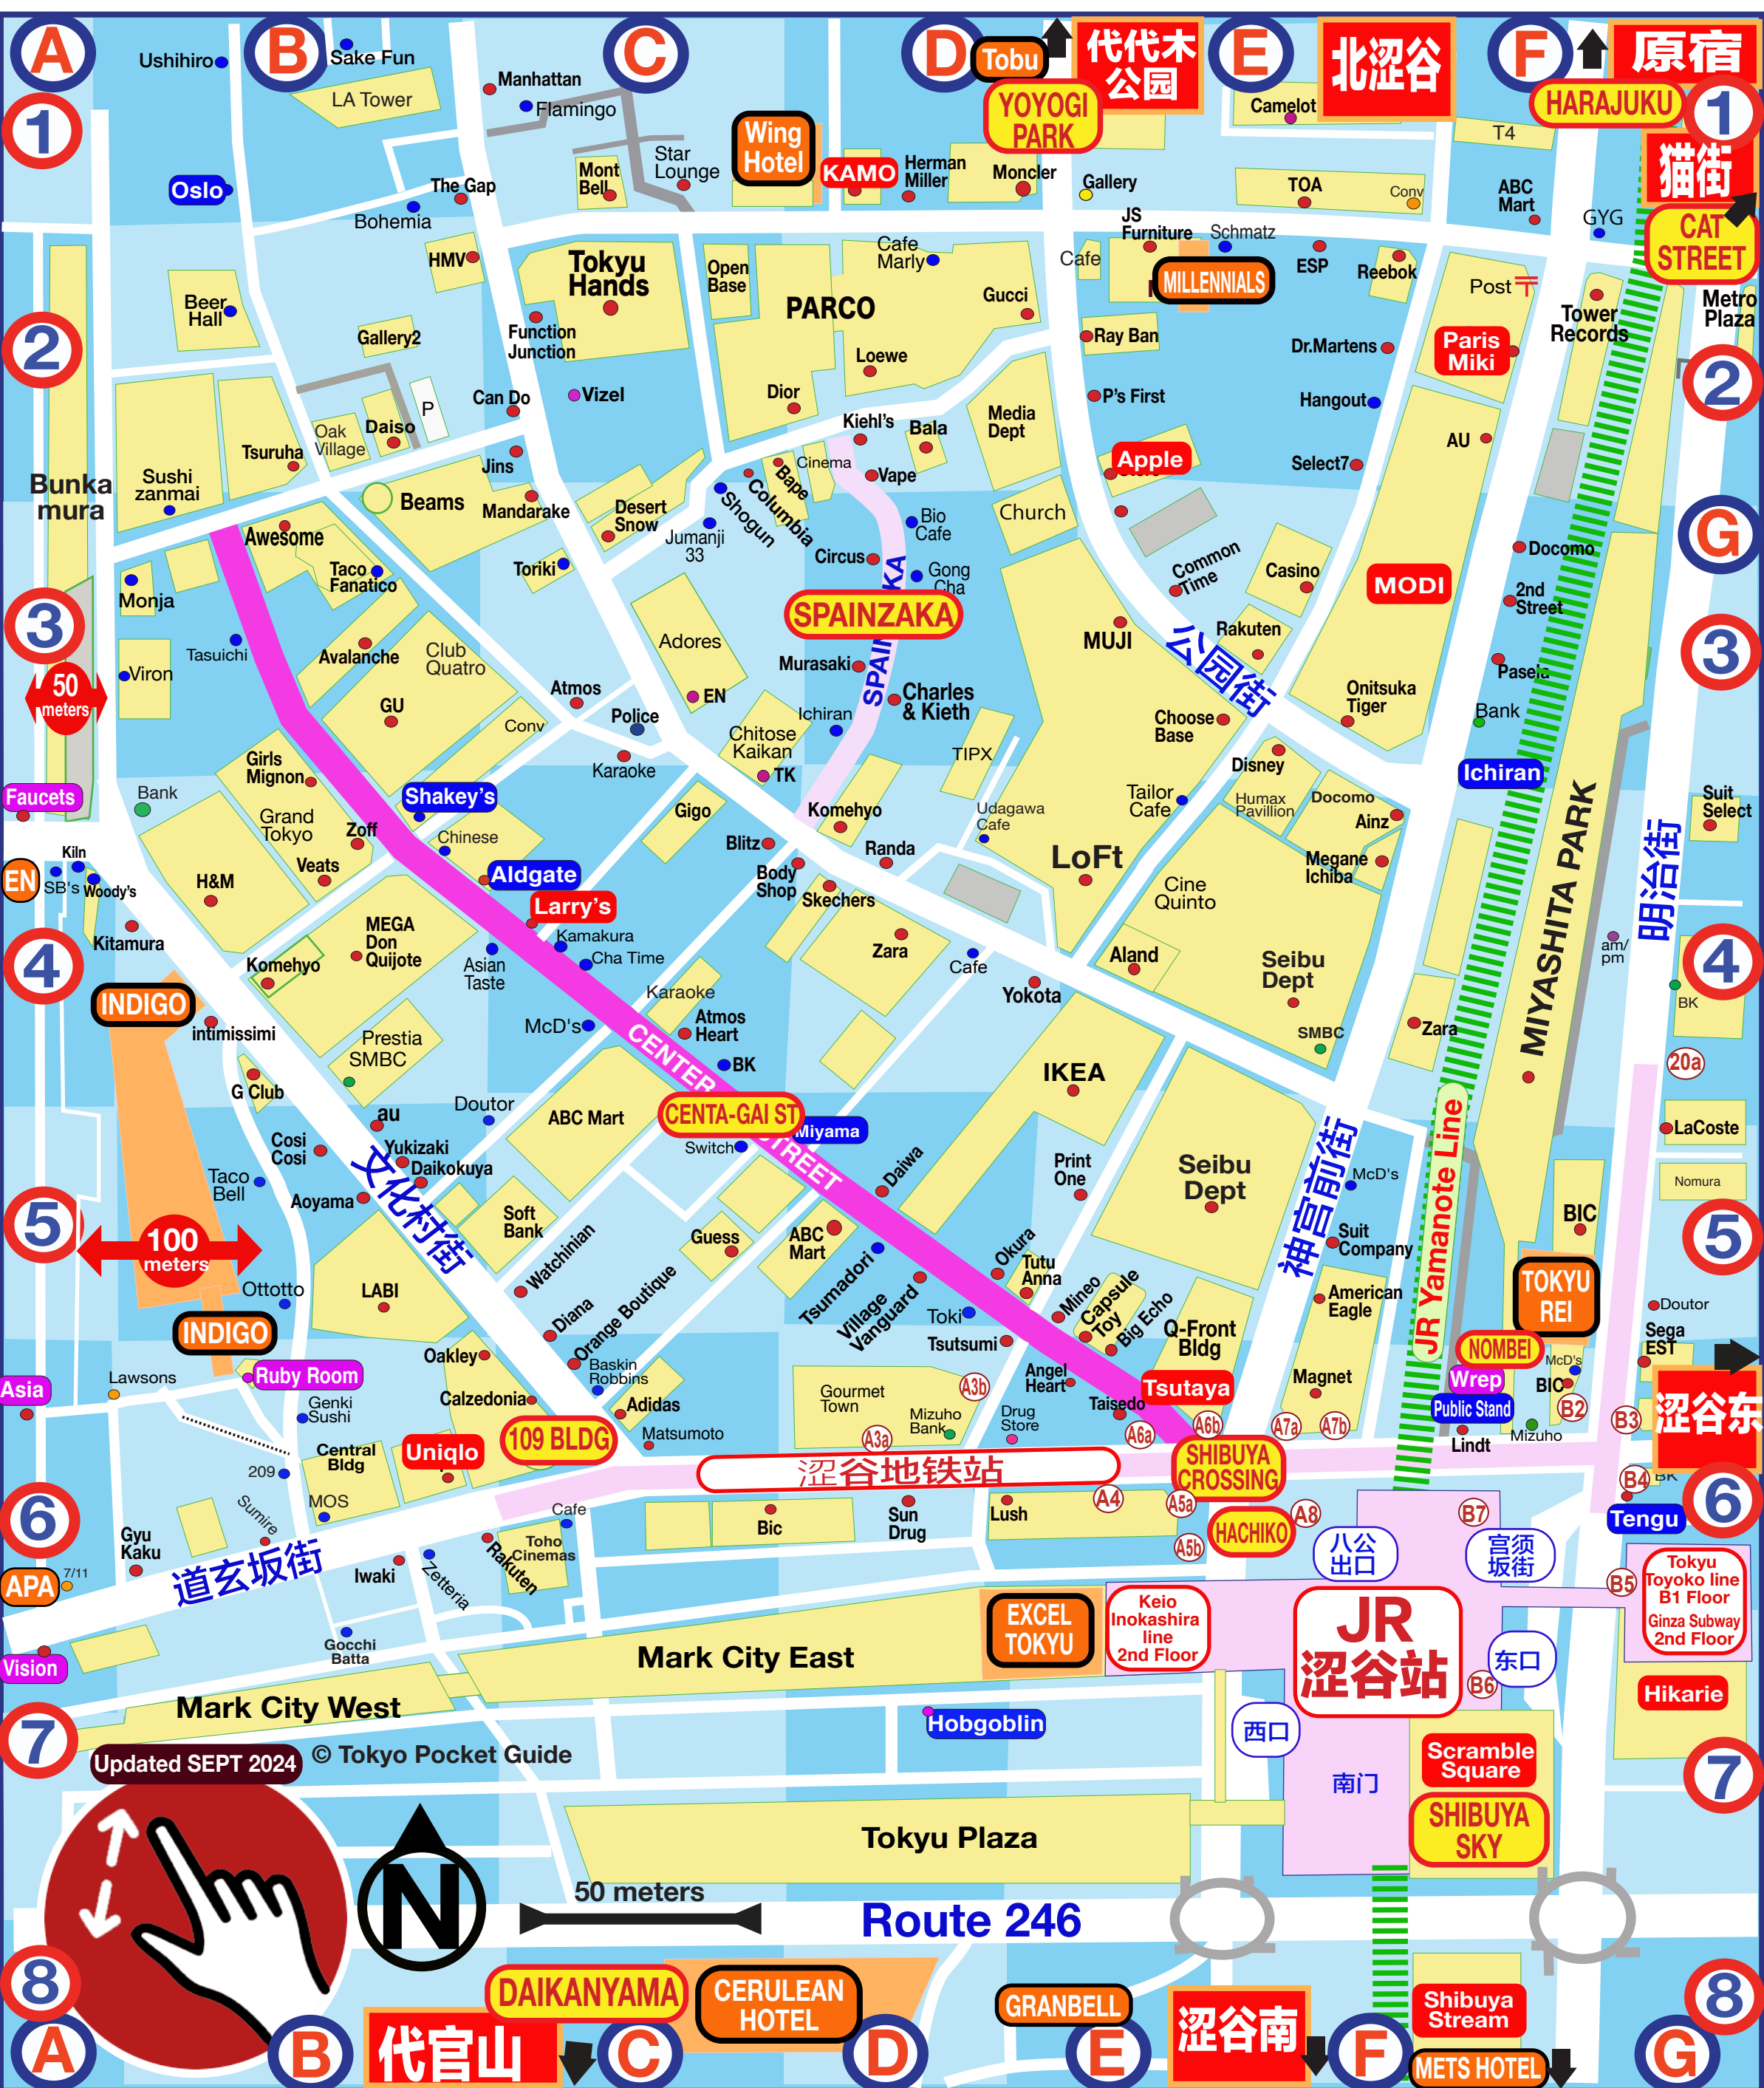 A
B
C
D
E
F
Tobu
代代木
公园
北涩谷
原宿
Ushihiro
Sake Fun
LA Tower
Manhattan
Flamingo
YOYOGI
PARK
Camelot
HARAJUKU
T4
1
1
猫街
Wing
Hotel
Star
Lounge
Mont
Bell
KAMO
Herman
Miller
Moncler
Gallery
TOA
Conv
ABC
Mart
GYG
CAT
STREET
Oslo
The Gap
Bohemia
HMV
Tokyu
Hands
Open
Base
Cafe
Marly
JS
Furniture
Schmatz
Cafe
MILLENNIALS
ESP
Reebok
Post
Metro
Plaza
Beer
Hall
Gallery2
Function
Junction
PARCO
Gucci
Ray Ban
Dr.Martens
Paris
Miki
Tower
Records
2
2
Loewe
Dior
Can Do
Vizel
P
P's First
Hangout
Oak
Village
Daiso
Tsuruha
Kiehl's
Bala
Media
Dept
AU
Jins
Cinema
Vape
Apple
Select7
Bunka
mura
Sushi
zanmai
Beams
Mandarake
Desert
Snow
Bape
Columbia
Shogun
Jumanji
33
Church
Bio
Cafe
G
Awesome
Taco
Fanatico
Toriki
Circus
Gong
Cha
Common
Time
Casino
MODI
Docomo
2nd
Street
Monja
3
3
Tasuichi
Avalanche
Club
Quatro
Adores
SPAINZAKA
MUJI
Rakuten
公园街
Murasaki
Pasela
Viron
50
meters
GU
Atmos
EN
Charles
& Kieth
Onitsuka
Tiger
Bank
Conv
Police
Ichiran
Choose
Base
Karaoke
Chitose
Kaikan
TK
TIPX
Disney
Ichiran
Girls
Mignon
Faucets
Bank
Shakey's
Grand
Tokyo
Zoff
Chinese
Gigo
Komehyo
Udagawa
Cafe
Tailor
Cafe
Humax
Pavillion
Docomo
Ainz
Suit
Select
Kiln
Veats
Blitz
Randa
LoFt
Megane
Ichiba
MIYASHITA PARK
明治街
EN
SB's
Woody's
H&M
Aldgate
Body
Shop
Skechers
Cine
Quinto
Larry's
Kitamura
MEGA
Don
Quijote
Kamakura
Cha Time
Zara
Cafe
Aland
Seibu
Dept
am/
pm
4
4
Komehyo
Asian
Taste
Karaoke
Yokota
INDIGO
intimissimi
McD's
Atmos
Heart
Zara
BK
Prestia
SMBC
CENTER
BK
IKEA
SMBC
20a
G Club
Doutor
ABC Mart
CENTA-GAI ST
Miyama
STREET
Switch
au
LaCoste
Cosi
Cosi
Yukizaki
Daikokuya
文化村街
Taco
Bell
Aoyama
Daiwa
Print
One
Seibu
Dept
神宫前街
McD's
JR Yamanote Line
Nomura
5
5
Soft
Bank
Guess
ABC
Mart
Suit
Company
BIC
100
meters
Watchinian
Tsurnadori
Okura
Tutu
Anna
TOKYU
REI
Ottotto
LABI
Orange Boutique
Village
Vanguard
Toki
Mineo
Capsule
Toy
Big Echo
American
Eagle
Doutor
INDIGO
Diana
Tsutsumi
Q-Front
Bldg
NOMBEI
Sega
EST
Oakley
Baskin
Robbins
Angel
Heart
McD's
Asia
Lawsons
Ruby Room
Calzedonia
Adidas
Gourmet
Town
A3b
Tsutaya
Magnet
Wrep
BIC
涩谷东
Genki
Sushi
109 BLDG
Matsumoto
Mizuho
Bank
Drug
Store
Taisedo
A6a
A6b
A7a
A7b
Public Stand
B2
B3
Central
Bldg
Uniqlo
A3a
Lindt
Mizuho
209
涩谷地铁站
SHIBUYA
CROSSING
B4
BK
Sumire
MOS
Cafe
Bic
Sun
Drug
Lush
A4
A5a
A8
B7
6
6
Tengu
Gyu
Kaku
HACHIKO
Toho
Cinemas
A5b
八公
出口
宫须
坂街
APA
7/11
道玄坂街
Iwaki
Zetteria
Rakuten
B5
Tokyu
Toyoko line
B1 Floor
Ginza Subway
2nd Floor
EXCEL
TOKYU
Keio
Inokashira
line
2nd Floor
JR
涩谷站
Gocchi
Batta
Mark City East
东口
Vision
B6
Hikarie
Mark City West
Hobgoblin
西口
7
7
Updated SEPT 2024
© Tokyo Pocket Guide
Scramble
Square
南门
SHIBUYA
SKY
Tokyu Plaza
N
50 meters
Route 246
8
8
DAIKANYAMA
CERULEAN
HOTEL
GRANBELL
涩谷南
Shibuya
Stream
A
B
代官山
C
D
E
F
METS HOTEL
G